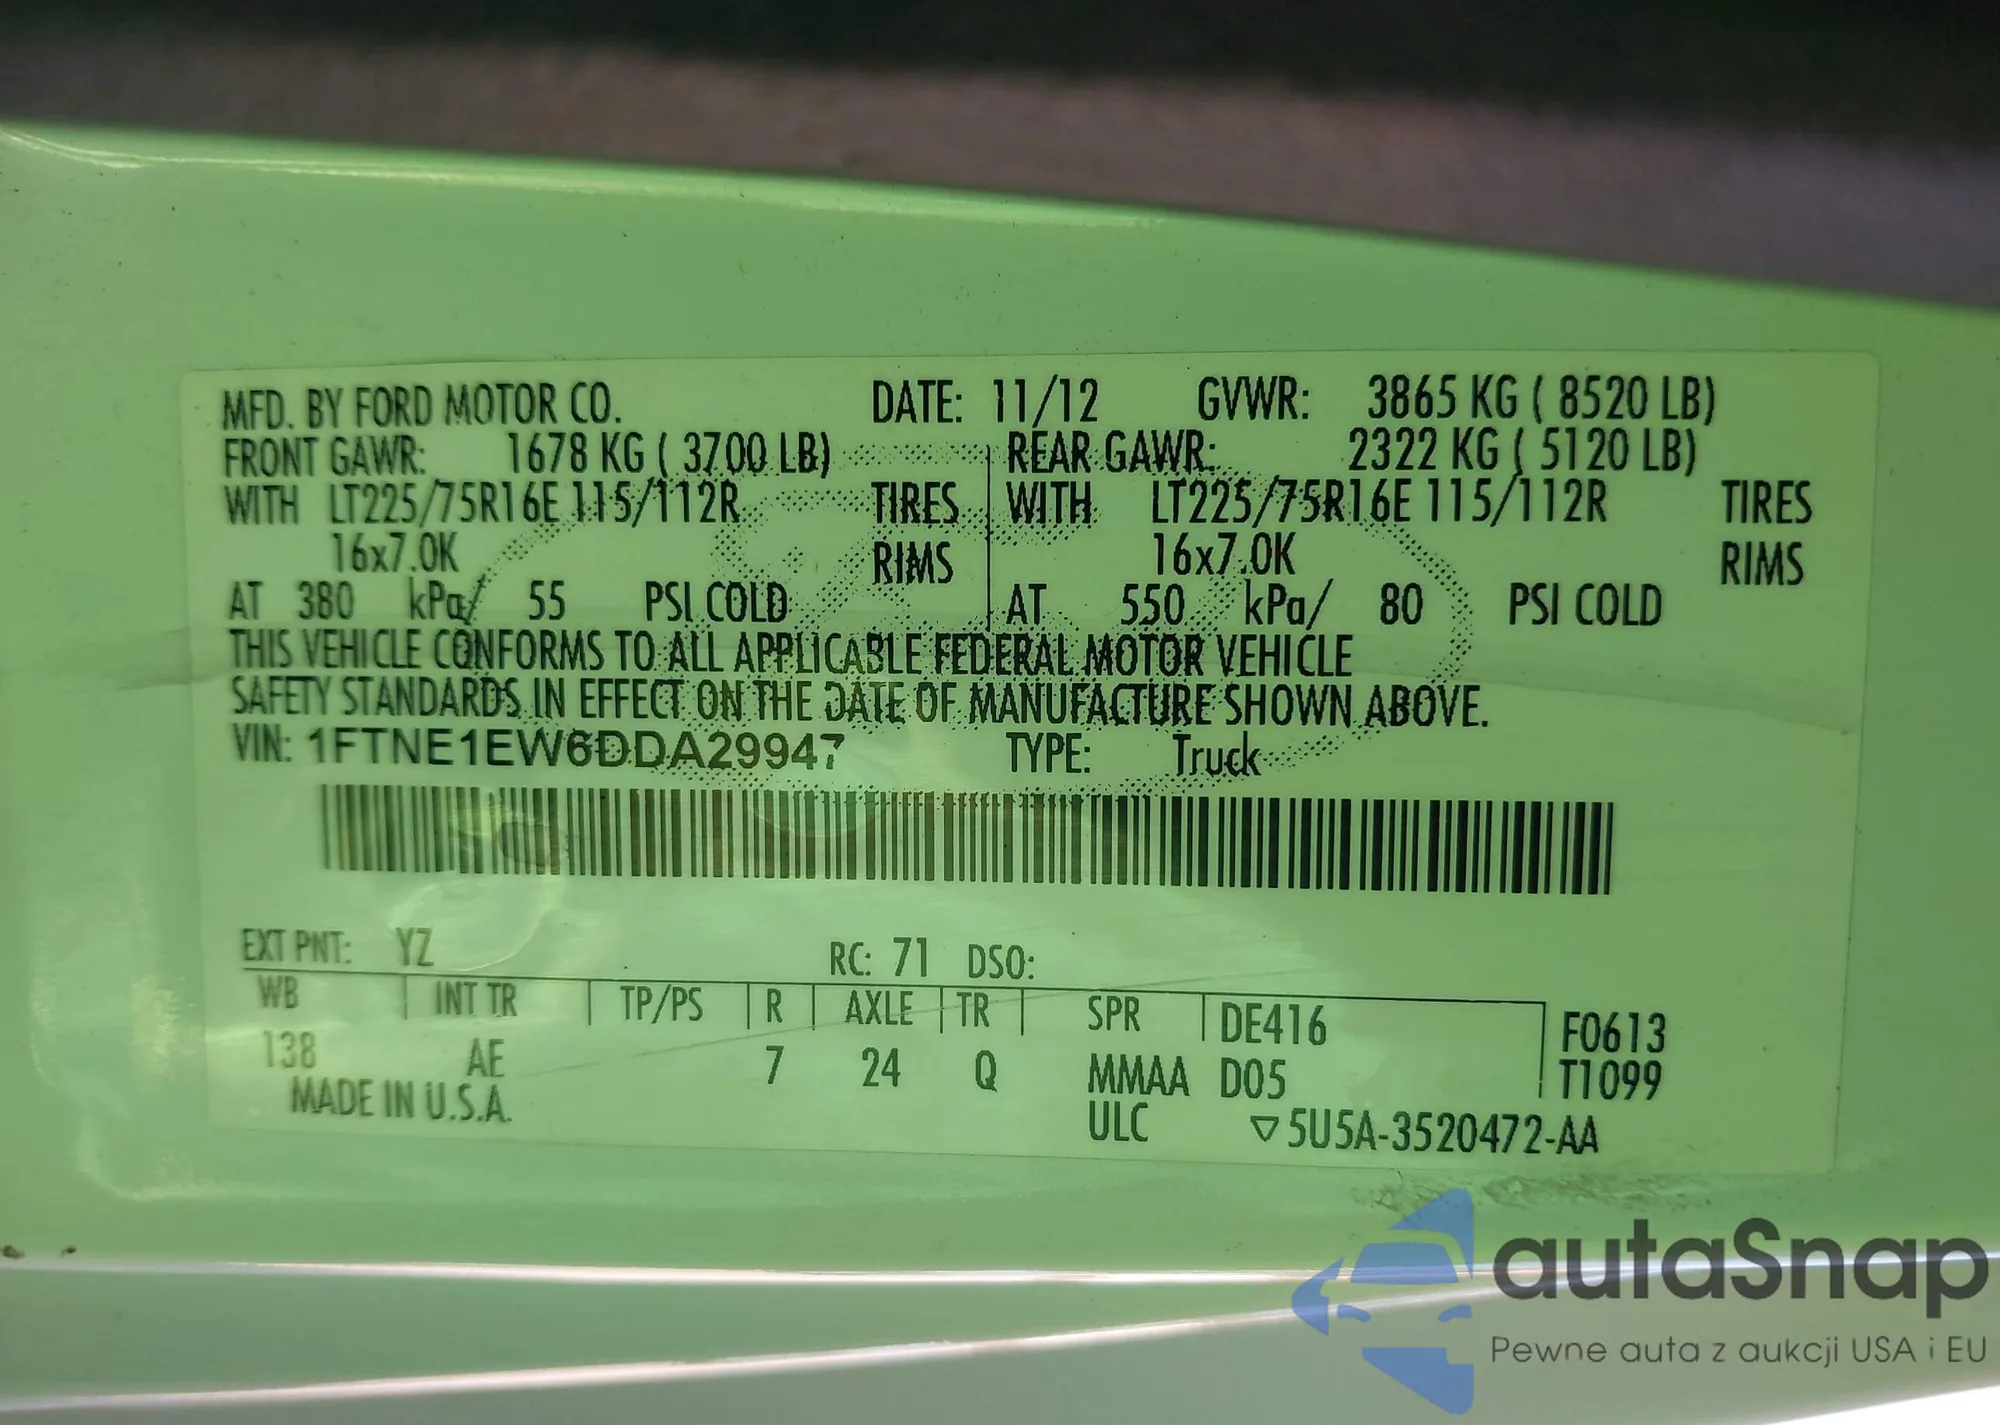 MFD. BY FORD MOTOR CO. DATE: 11/12 GVWR: 3865 KG ( 8520 LB)
FRONT GAWR: 1678 KG ( 3700 LB) REAR GAWR: 2322 KG ( 5120 LB)
WITH LT225/75R16E 115/112R TIRES WITH LT225/75R16E 115/112R TIRES
16x7.0K RIMS 16x7.0K RIMS
AT 380 kPa/ 55 PSI COLD AT 550 kPa/ 80 PSI COLD
THIS VEHICLE CONFORMS TO ALL APPLICABLE FEDERAL MOTOR VEHICLE
SAFETY STANDARDS IN EFFECT ON THE DATE OF MANUFACTURE SHOWN ABOVE.
VIN: 1FTNE1EW6DDA29947 TYPE: Truck
EXT PNT: YZ RC: 71 DSO:
WB INT TR TP/PS R AXLE TR SPR DE416 F0613
138 AE 7 24 Q MMAA D05 T1099
MADE IN U.S.A. ULC ▽5U5A-3520472-AA
autaSnap
Pewne auta z aukcji USA i EU